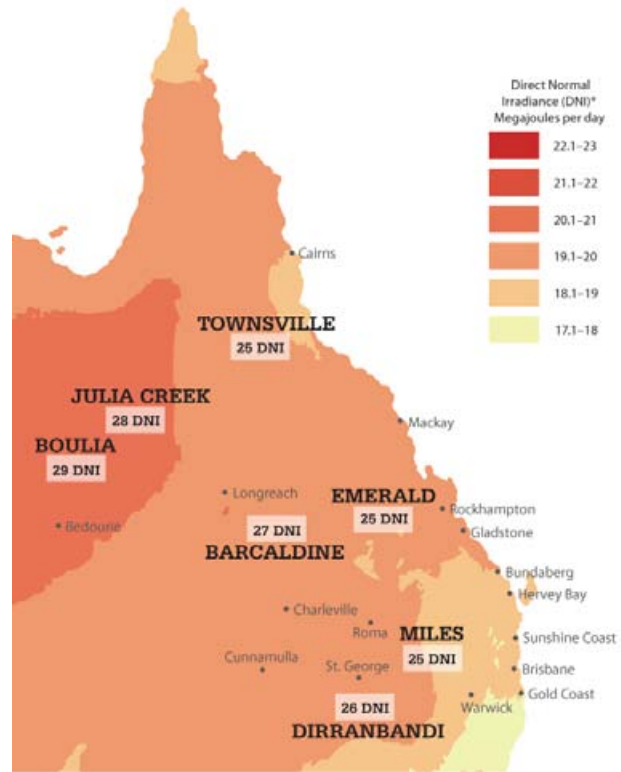 Direct Normal
Irradiance (DNI)*
Megajoules per day
22.1–23
21.1–22
20.1–21
19.1–20
18.1–19
17.1–18
Cairns
TOWNSVILLE
25 DNI
JULIA CREEK
28 DNI
Mackay
BOULIA
29 DNI
Longreach
EMERALD
25 DNI
Rockhampton
Bedourie
27 DNI
BARCALDINE
Gladstone
Bundaberg
Hervey Bay
Charleville
Roma
MILES
25 DNI
Sunshine Coast
Cunnamulla
St. George
Brisbane
26 DNI
DIRRANBANDI
Warwick
Gold Coast